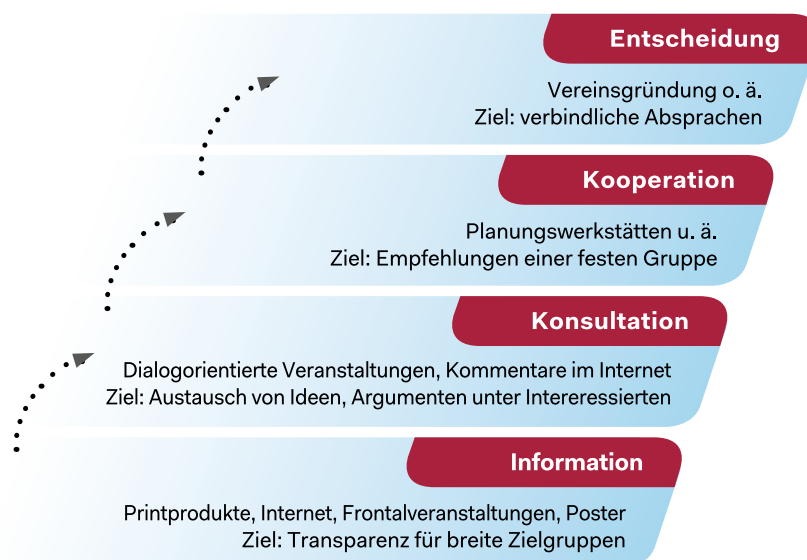 Entscheidung
Vereinsgründung o. ä.
Ziel: verbindliche Absprachen
Kooperation
Planungswerkstätten u. ä.
Ziel: Empfehlungen einer festen Gruppe
Konsultation
Dialogorientierte Veranstaltungen, Kommentare im Internet
Ziel: Austausch von Ideen, Argumenten unter Intereressierten
Information
Printprodukte, Internet, Frontalveranstaltungen, Poster
Ziel: Transparenz für breite Zielgruppen